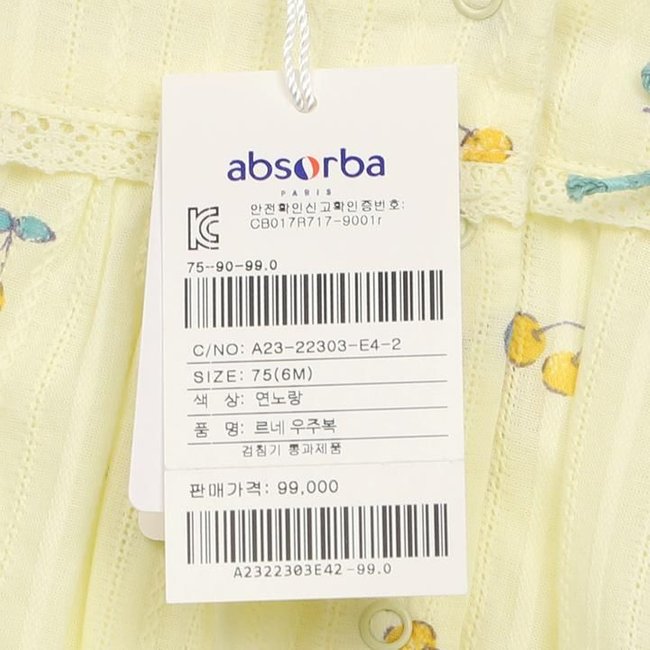 absorba
PARIS
안전확인신고확인증번호:
CB017R717-9001r
75--90-99.0
C/NO: A23-22303-E4-2
SIZE: 75(6M)
색 상: 연노랑
품 명: 르네 우주복
검침기 통과제품
판매가격: 99,000
A2322303E42-99.0